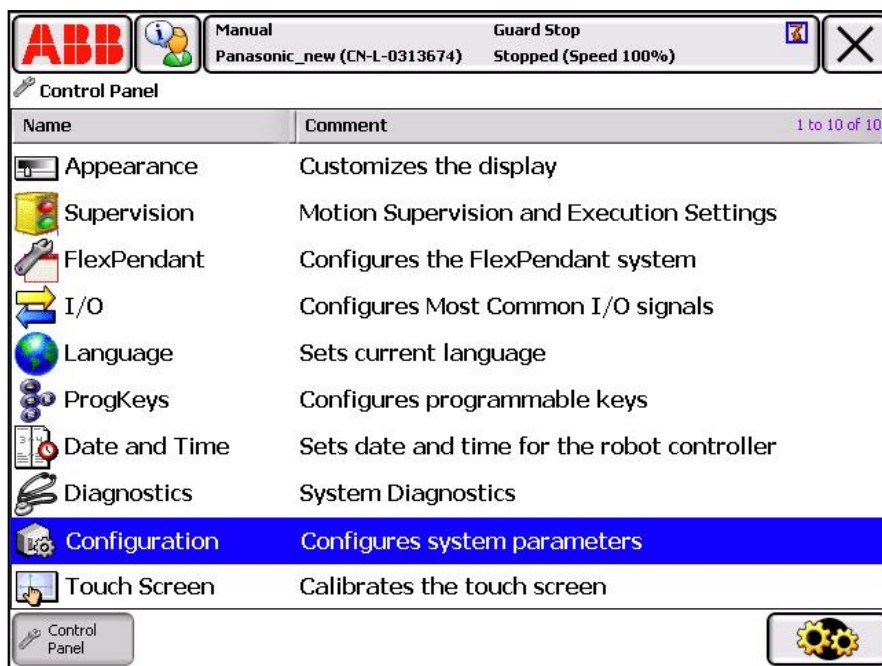 ABB
Manual Guard Stop
Panasonic_new (CN-L-0313674) Stopped (Speed 100%)
Control Panel
Name Comment 1 to 10 of 10
Appearance Customizes the display
Supervision Motion Supervision and Execution Settings
FlexPendant Configures the FlexPendant system
I/O Configures Most Common I/O signals
Language Sets current language
ProgKeys Configures programmable keys
Date and Time Sets date and time for the robot controller
Diagnostics System Diagnostics
Configuration Configures system parameters
Touch Screen Calibrates the touch screen
Control
Panel